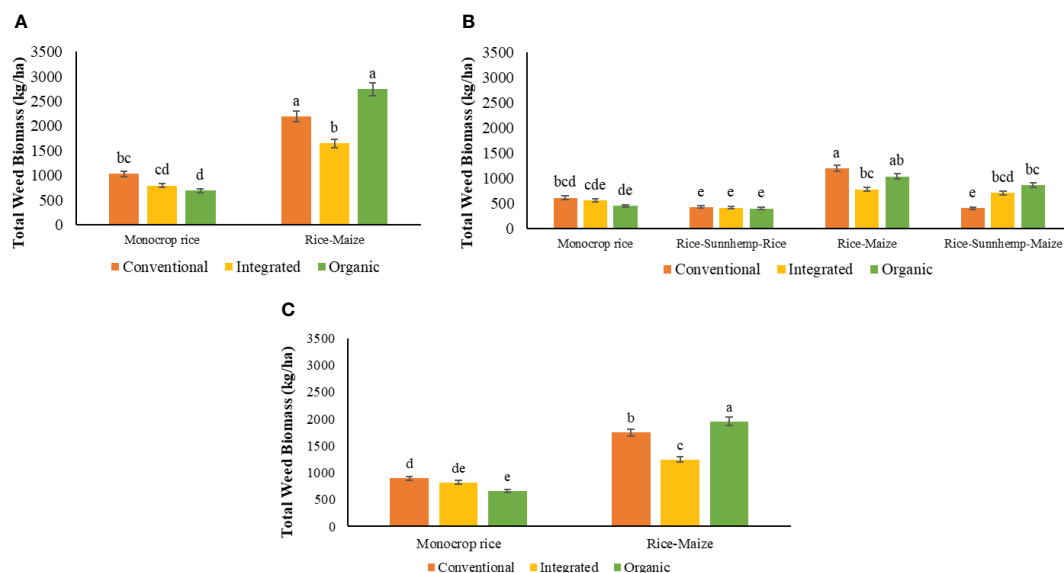 A
Total Weed Biomass (kg/ha)
3500
3000
2500
2000
1500
1000
500
0
bc
cd
d
a
b
a
Monocrop rice
Rice-Maize
Conventional Integrated Organic
B
Total Weed Biomass (kg/ha)
3500
3000
2500
2000
1500
1000
500
0
bcd
cde
de
e
e
e
a
bc
ab
e
bcd
bc
Monocrop rice
Rice-Sunnhemp-Rice
Rice-Maize
Rice-Sunnhemp-Maize
Conventional Integrated Organic
C
Total Weed Biomass (kg/ha)
3500
3000
2500
2000
1500
1000
500
0
d
de
e
b
c
a
Monocrop rice
Rice-Maize
Conventional Integrated Organic